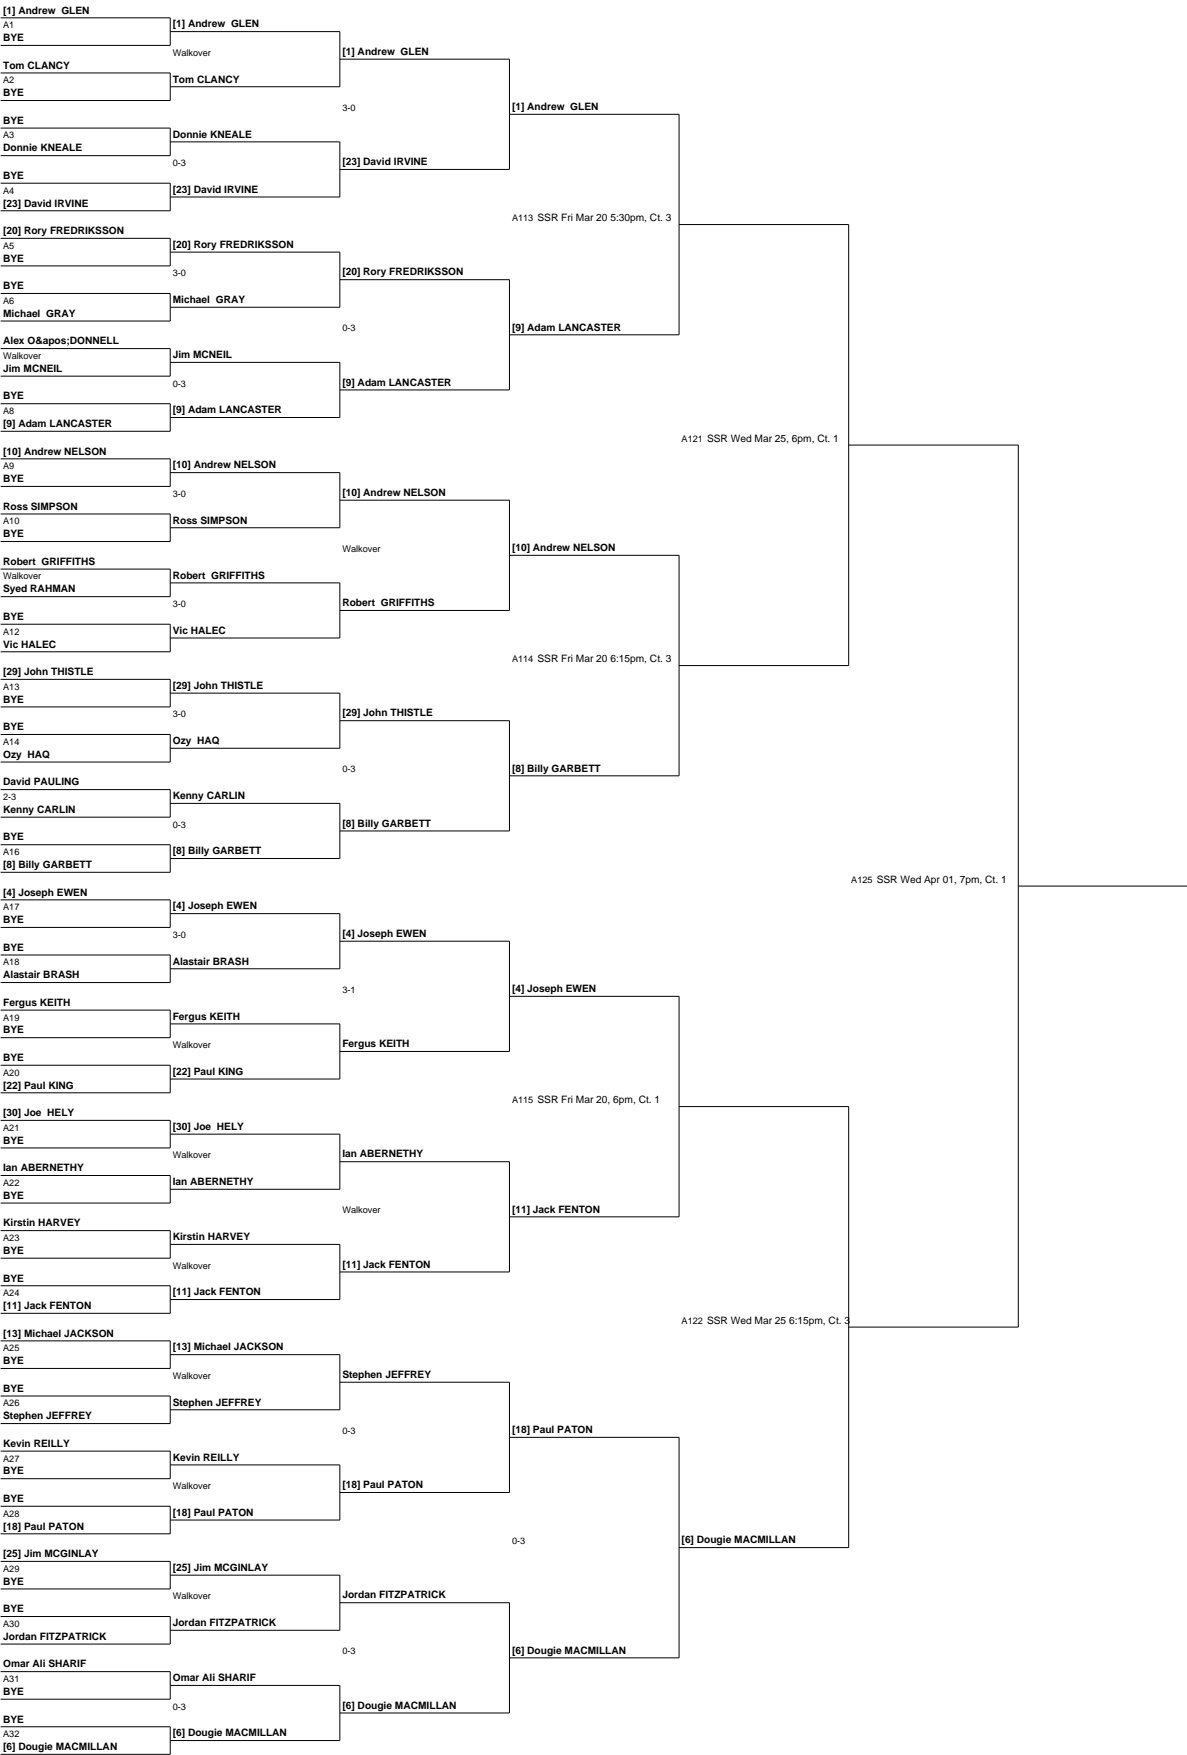 [1] Andrew  GLEN
A1
BYE
[1] Andrew  GLEN
Walkover
Tom CLANCY
A2
BYE
Tom CLANCY
[1] Andrew  GLEN
3-0
BYE
A3
Donnie KNEALE
Donnie KNEALE
0-3
BYE
A4
[23] David IRVINE
[23] David IRVINE
[23] David IRVINE
[1] Andrew  GLEN
A113 SSR Fri Mar 20 5:30pm, Ct. 3
[20] Rory FREDRIKSSON
A5
BYE
[20] Rory FREDRIKSSON
3-0
BYE
A6
Michael  GRAY
Michael  GRAY
[20] Rory FREDRIKSSON
0-3
Alex O&apos;DONNELL
Walkover
Jim MCNEIL
Jim MCNEIL
0-3
BYE
A8
[9] Adam LANCASTER
[9] Adam LANCASTER
[9] Adam LANCASTER
[9] Adam LANCASTER
A121 SSR Wed Mar 25, 6pm, Ct. 1
[10] Andrew NELSON
A9
BYE
[10] Andrew NELSON
3-0
Ross SIMPSON
A10
BYE
Ross SIMPSON
[10] Andrew NELSON
Walkover
Robert  GRIFFITHS
Walkover
Syed RAHMAN
Robert  GRIFFITHS
3-0
BYE
A12
Vic HALEC
Vic HALEC
Robert  GRIFFITHS
[10] Andrew NELSON
A114 SSR Fri Mar 20 6:15pm, Ct. 3
[29] John THISTLE
A13
BYE
[29] John THISTLE
3-0
BYE
A14
Ozy  HAQ
Ozy  HAQ
[29] John THISTLE
0-3
David PAULING
2-3
Kenny CARLIN
Kenny CARLIN
0-3
BYE
A16
[8] Billy GARBETT
[8] Billy GARBETT
[8] Billy GARBETT
[8] Billy GARBETT
A125 SSR Wed Apr 01, 7pm, Ct. 1
[4] Joseph EWEN
A17
BYE
[4] Joseph EWEN
3-0
BYE
A18
Alastair BRASH
Alastair BRASH
[4] Joseph EWEN
3-1
Fergus KEITH
A19
BYE
Fergus KEITH
Walkover
BYE
A20
[22] Paul KING
[22] Paul KING
Fergus KEITH
[4] Joseph EWEN
A115 SSR Fri Mar 20, 6pm, Ct. 1
[30] Joe  HELY
A21
BYE
[30] Joe  HELY
Walkover
Ian ABERNETHY
A22
BYE
Ian ABERNETHY
Ian ABERNETHY
Walkover
Kirstin HARVEY
A23
BYE
Kirstin HARVEY
Walkover
BYE
A24
[11] Jack FENTON
[11] Jack FENTON
[11] Jack FENTON
[11] Jack FENTON
A122 SSR Wed Mar 25 6:15pm, Ct. 3
[13] Michael JACKSON
A25
BYE
[13] Michael JACKSON
Walkover
BYE
A26
Stephen JEFFREY
Stephen JEFFREY
Stephen JEFFREY
0-3
Kevin REILLY
A27
BYE
Kevin REILLY
Walkover
BYE
A28
[18] Paul PATON
[18] Paul PATON
[18] Paul PATON
[18] Paul PATON
0-3
[25] Jim MCGINLAY
A29
BYE
[25] Jim MCGINLAY
Walkover
BYE
A30
Jordan FITZPATRICK
Jordan FITZPATRICK
Jordan FITZPATRICK
0-3
Omar Ali SHARIF
A31
BYE
Omar Ali SHARIF
0-3
BYE
A32
[6] Dougie MACMILLAN
[6] Dougie MACMILLAN
[6] Dougie MACMILLAN
[6] Dougie MACMILLAN
[6] Dougie MACMILLAN